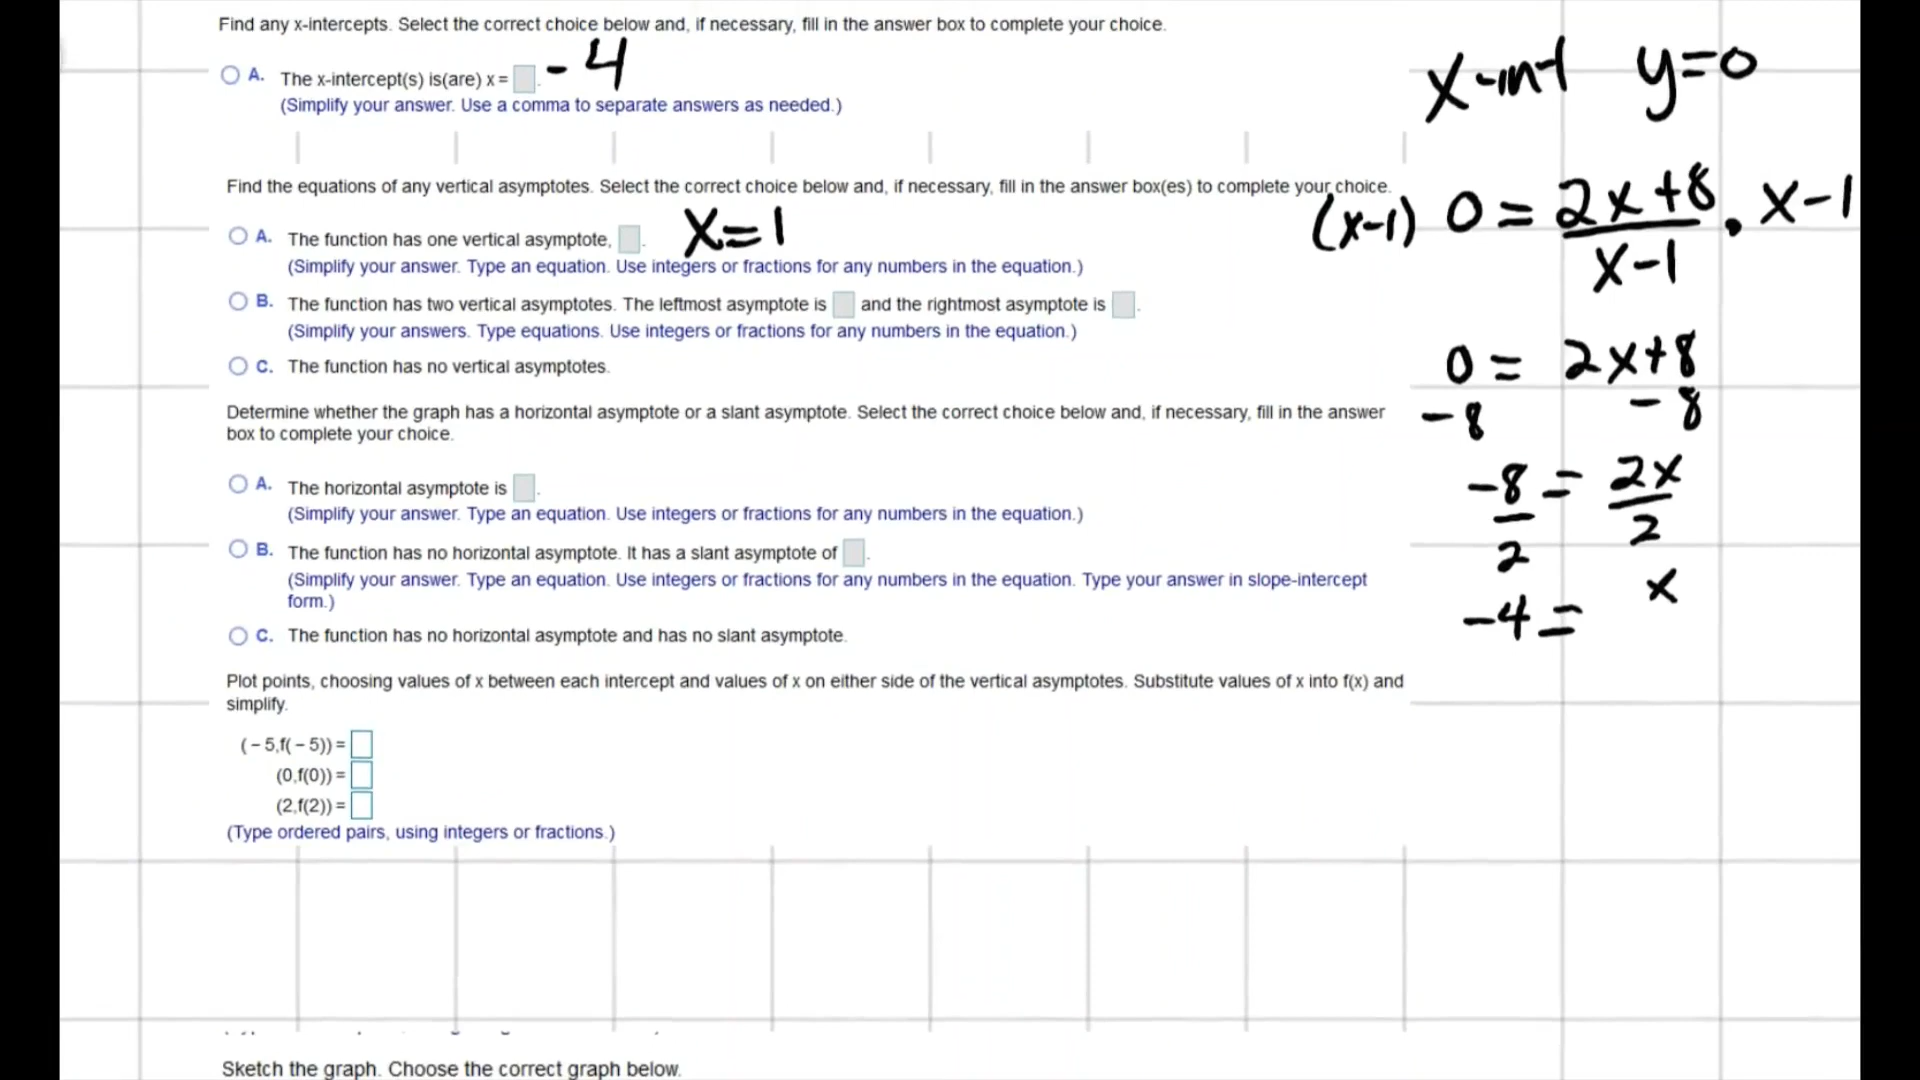 Find any x-intercepts. Select the correct choice below and, if necessary, fill in the answer box to complete your choice.
A. The x-intercept(s) is(are) x = . -4
(Simplify your answer. Use a comma to separate answers as needed.)
Find the equations of any vertical asymptotes. Select the correct choice below and, if necessary, fill in the answer box(es) to complete your choice.
A. The function has one vertical asymptote, . x=1
(Simplify your answer. Type an equation. Use integers or fractions for any numbers in the equation.)
B. The function has two vertical asymptotes. The leftmost asymptote is and the rightmost asymptote is .
(Simplify your answers. Type equations. Use integers or fractions for any numbers in the equation.)
C. The function has no vertical asymptotes.
Determine whether the graph has a horizontal asymptote or a slant asymptote. Select the correct choice below and, if necessary, fill in the answer
box to complete your choice.
A. The horizontal asymptote is .
(Simplify your answer. Type an equation. Use integers or fractions for any numbers in the equation.)
B. The function has no horizontal asymptote. It has a slant asymptote of .
(Simplify your answer. Type an equation. Use integers or fractions for any numbers in the equation. Type your answer in slope-intercept
form.)
C. The function has no horizontal asymptote and has no slant asymptote.
Plot points, choosing values of x between each intercept and values of x on either side of the vertical asymptotes. Substitute values of x into f(x) and
simplify.
(-5,f(-5)) =
(0,f(0)) =
(2,f(2)) =
(Type ordered pairs, using integers or fractions.)
Sketch the graph. Choose the correct graph below.
x-int y=0
(x-1) 0 = 2x+8 . x-1
x-1
0 = 2x+8
-8 -8
-8 = 2x
2 2
-4 = x